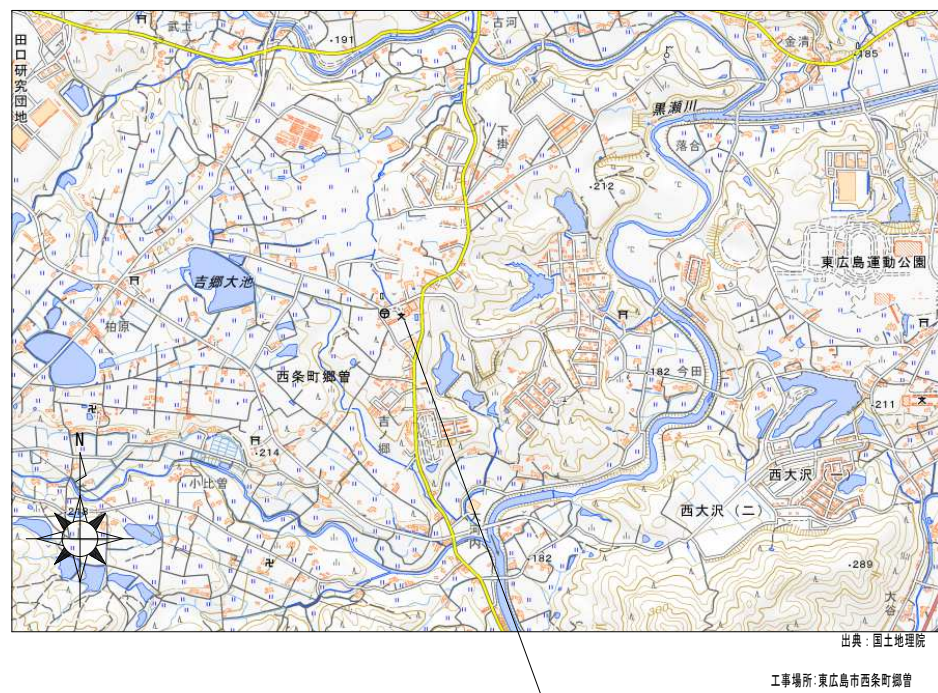 武士
古河
金清
・191
・185
田口研究団地
黒瀬川
下掛
落合
・212
220
東広島運動公園
吉郷大池
柏原
西条町郷曽
・182
今田
・211
吉郷
・214
小比曽
西大沢
西大沢（二）
N
・218
・182
・289
300
大谷
出典：国土地理院
工事場所:東広島市西条町郷曽